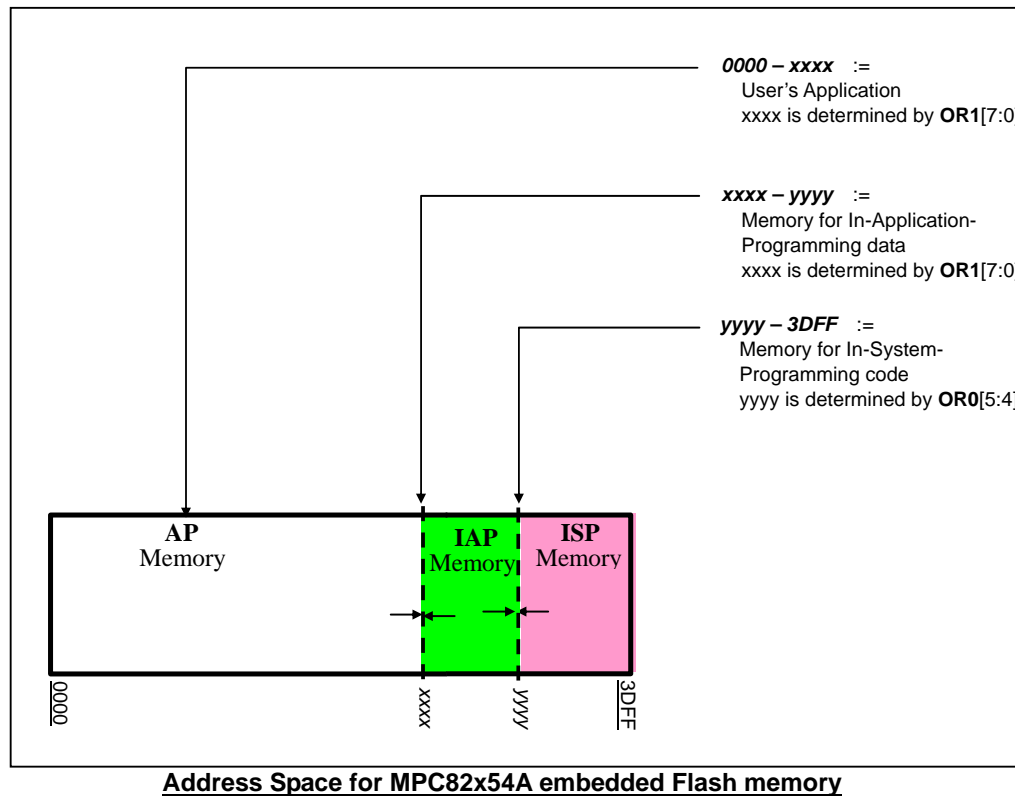 0000 – xxxx :=
User's Application
xxxx is determined by OR1[7:0]
xxxx – yyyy :=
Memory for In-Application-
Programming data
xxxx is determined by OR1[7:0]
yyyy – 3DFF :=
Memory for In-System-
Programming code
yyyy is determined by OR0[5:4]
AP
Memory
IAP
Memory
ISP
Memory
0000
xxxx
yyyy
3DFF
Address Space for MPC82x54A embedded Flash memory